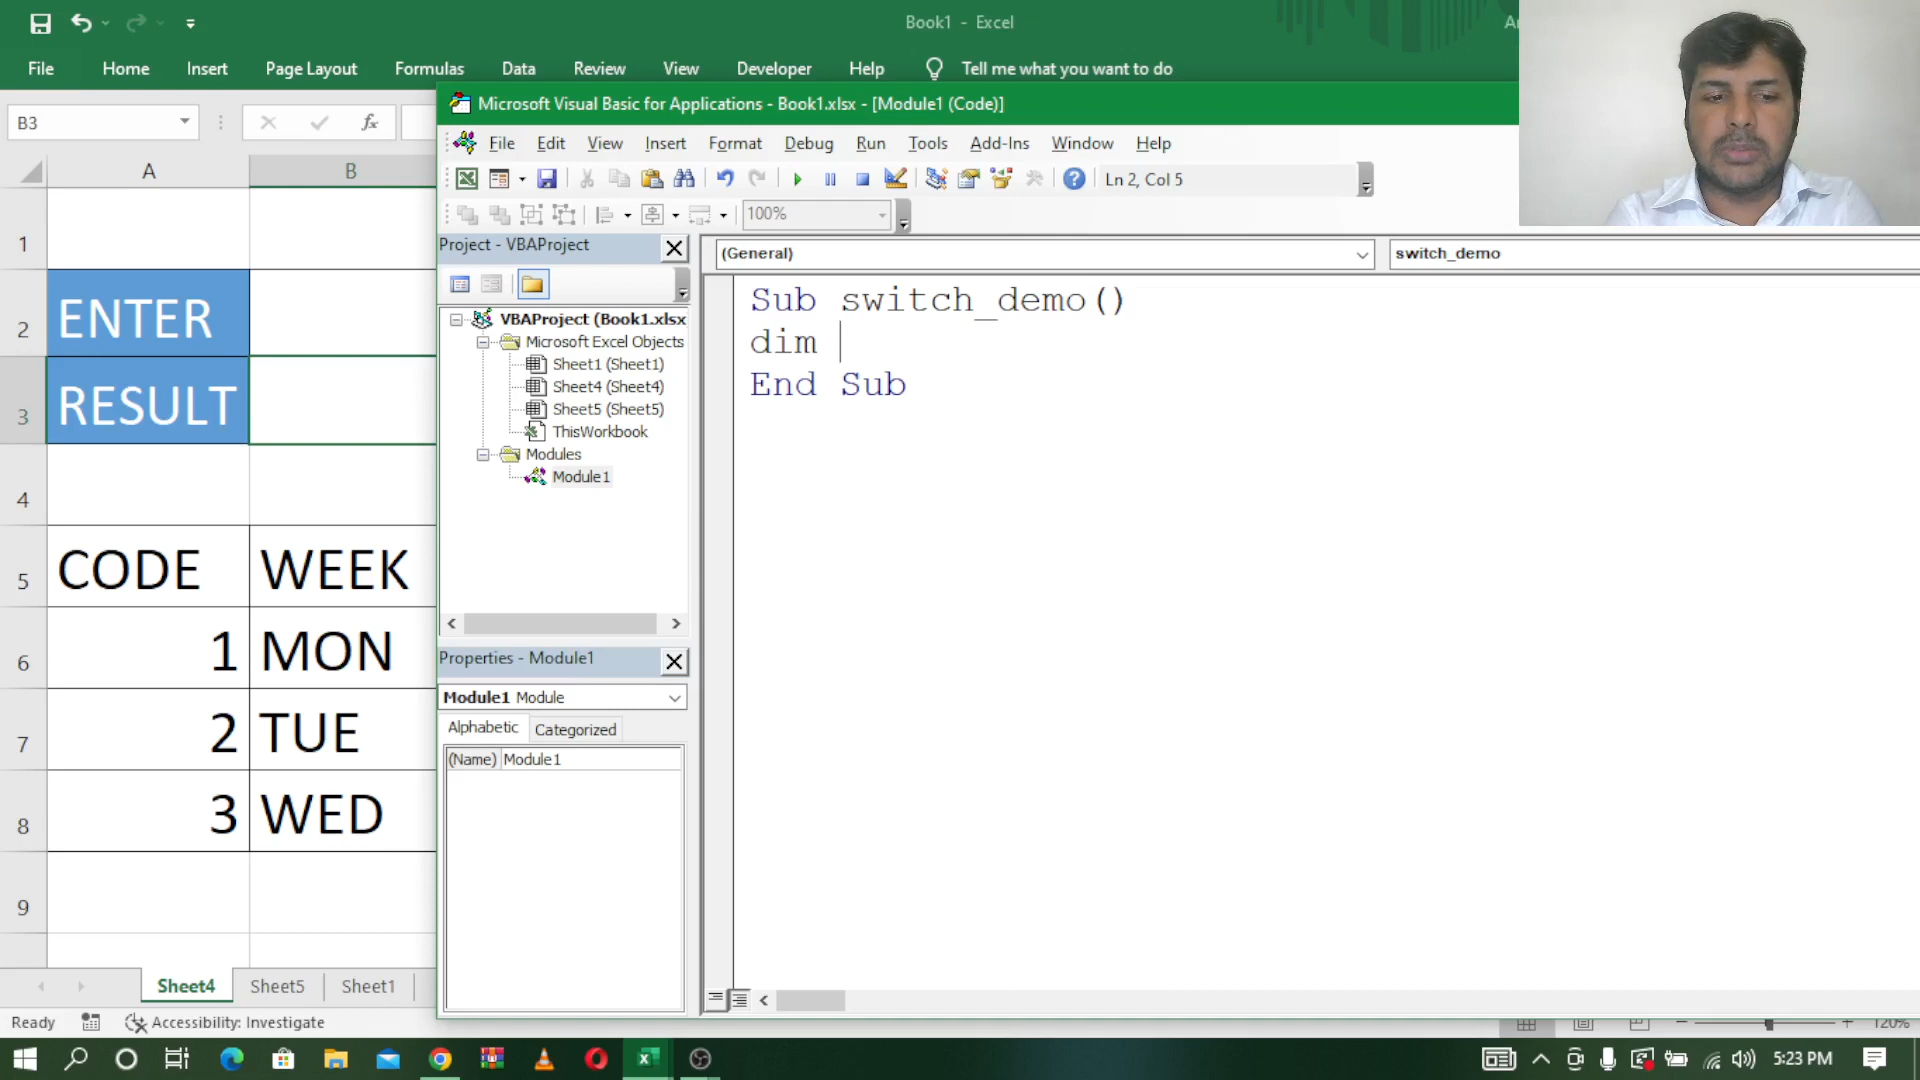 Book1 - Excel
File Home Insert Page Layout Formulas Data Review View Developer Help Tell me what you want to do
Microsoft Visual Basic for Applications - Book1.xlsx - [Module1 (Code)]
B3
fx
File Edit View Insert Format Debug Run Tools Add-Ins Window Help
Ln 2, Col 5
100%
Project - VBAProject
(General)
switch_demo
VBAProject (Book1.xlsx
Microsoft Excel Objects
Sheet1 (Sheet1)
Sheet4 (Sheet4)
Sheet5 (Sheet5)
ThisWorkbook
Modules
Module1
Sub switch_demo()
dim
End Sub
Properties - Module1
Module1 Module
Alphabetic Categorized
(Name) Module1
A B
1
2 ENTER
3 RESULT
4
5 CODE WEEK
6 1 MON
7 2 TUE
8 3 WED
9
Sheet4 Sheet5 Sheet1
Ready Accessibility: Investigate
120%
5:23 PM